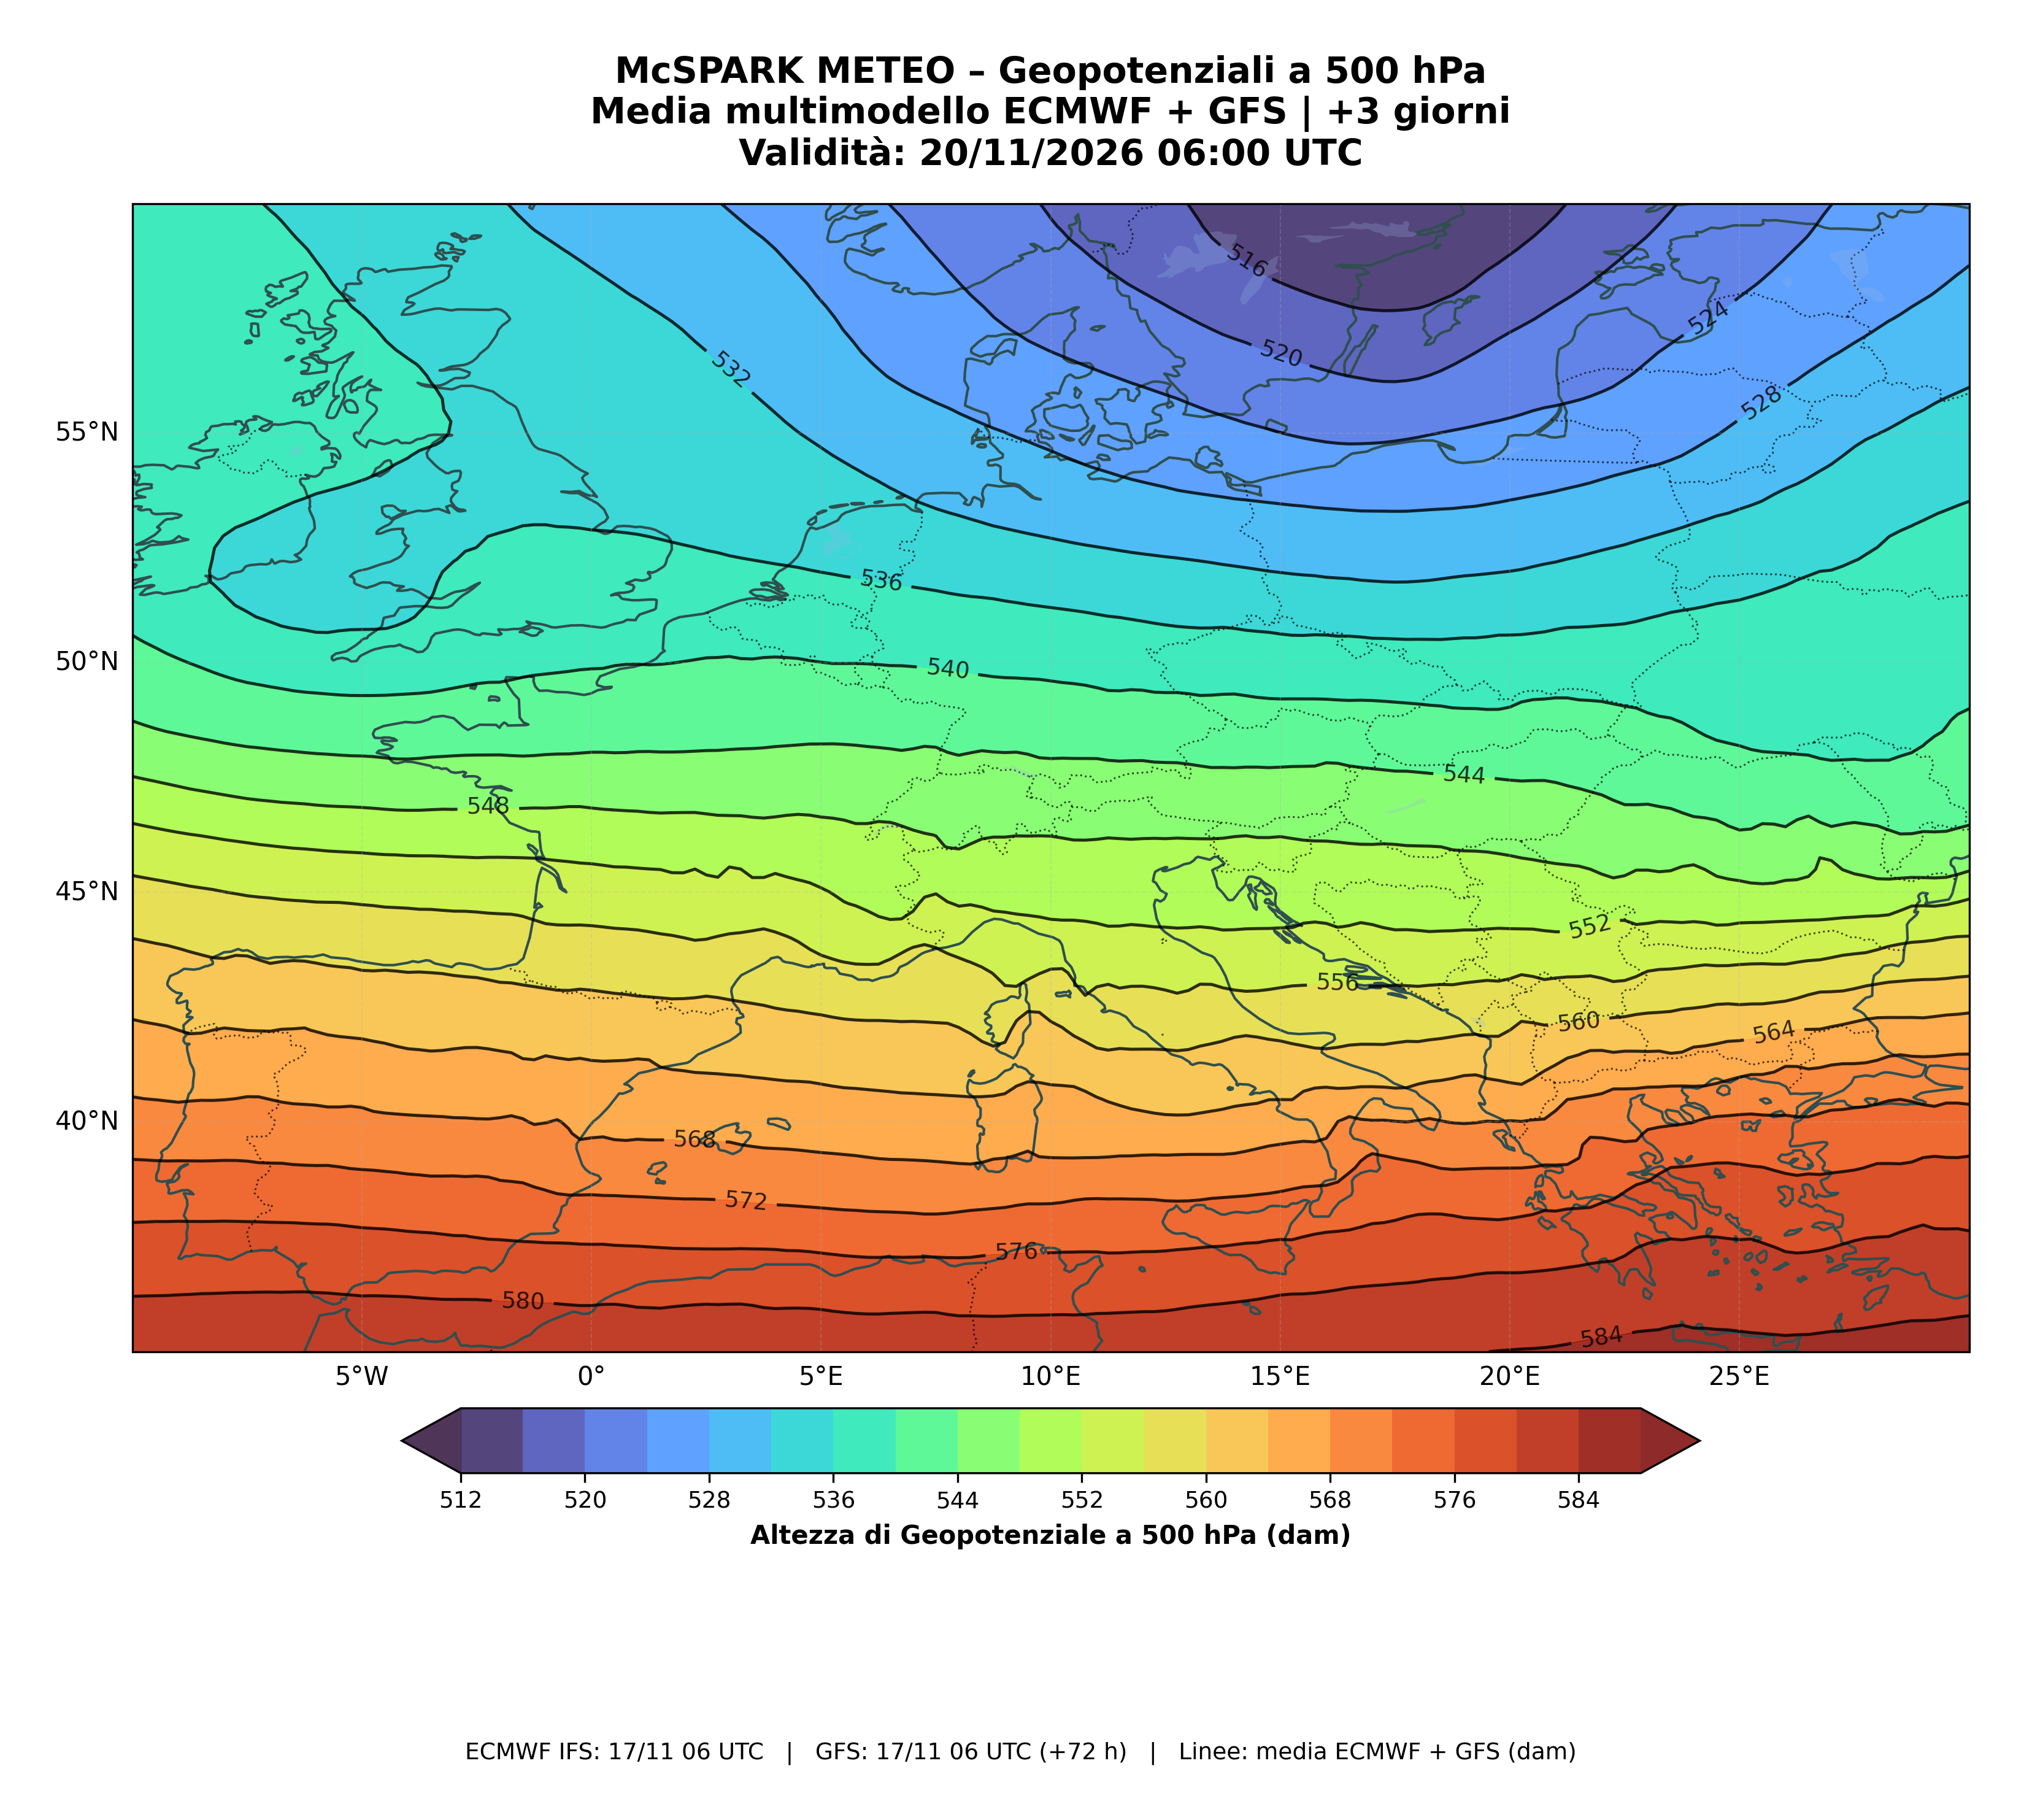 McSPARK METEO – Geopotenziali a 500 hPa
Media multimodello ECMWF + GFS | +3 giorni
Validità: 20/11/2026 06:00 UTC
516
520
524
528
532
536
540
544
548
552
556
560
564
568
572
576
580
584
55°N
50°N
45°N
40°N
5°W 0° 5°E 10°E 15°E 20°E 25°E
512 520 528 536 544 552 560 568 576 584
Altezza di Geopotenziale a 500 hPa (dam)
ECMWF IFS: 17/11 06 UTC | GFS: 17/11 06 UTC (+72 h) | Linee: media ECMWF + GFS (dam)